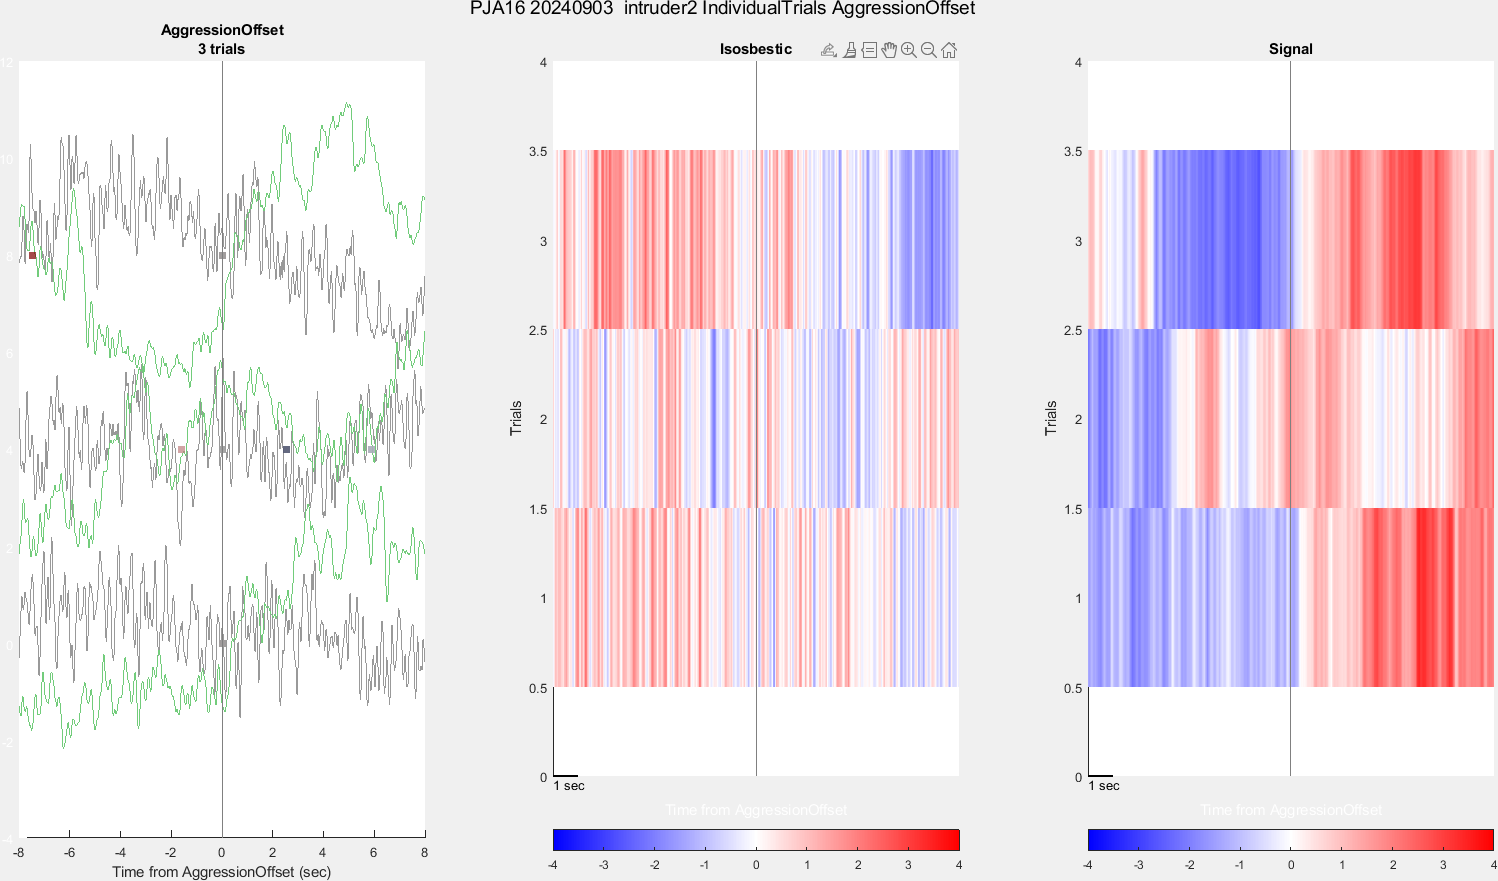 PJA16 20240903  intruder2 IndividualTrials AggressionOffset
AggressionOffset
3 trials
12
10
8
6
4
2
0
-2
-4
-8 -6 -4 -2 0 2 4 6 8
Time from AggressionOffset (sec)
Isosbestic
4
3.5
3
2.5
2
1.5
1
0.5
0
Trials
1 sec
Time from AggressionOffset
-4 -3 -2 -1 0 1 2 3 4
Signal
4
3.5
3
2.5
2
1.5
1
0.5
0
Trials
1 sec
Time from AggressionOffset
-4 -3 -2 -1 0 1 2 3 4